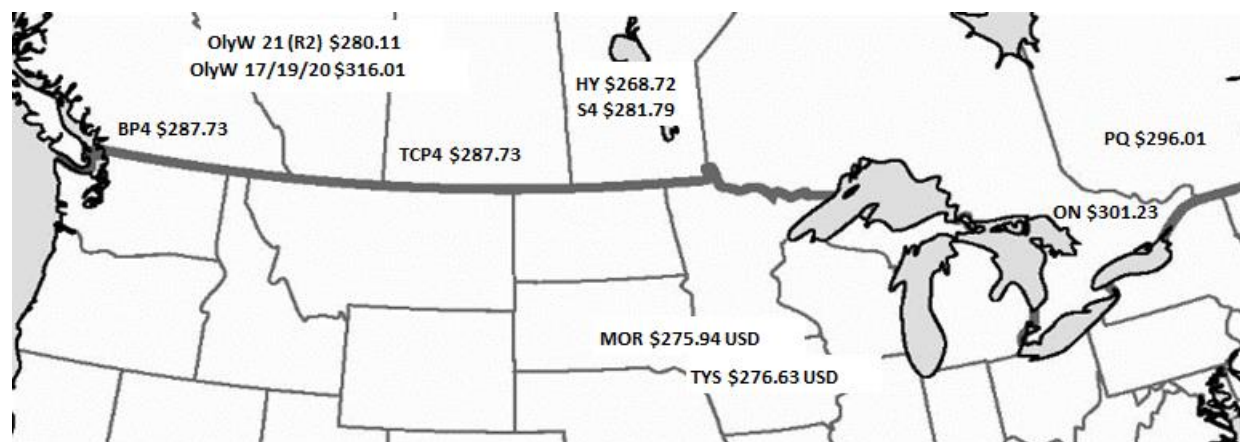 OlyW 21 (R2) $280.11
OlyW 17/19/20 $316.01
HY $268.72
S4 $281.79
BP4 $287.73
TCP4 $287.73
PQ $296.01
ON $301.23
MOR $275.94 USD
TYS $276.63 USD